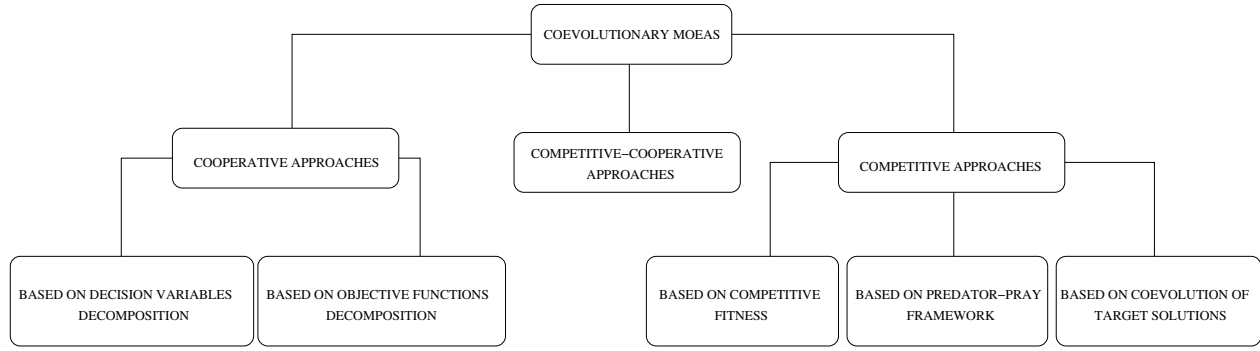 COEVOLUTIONARY MOEAS
COOPERATIVE APPROACHES
COMPETITIVE−COOPERATIVE
APPROACHES
COMPETITIVE APPROACHES
BASED ON DECISION VARIABLES
DECOMPOSITION
BASED ON OBJECTIVE FUNCTIONS
DECOMPOSITION
BASED ON COMPETITIVE
FITNESS
BASED ON PREDATOR−PRAY
FRAMEWORK
BASED ON COEVOLUTION OF
TARGET SOLUTIONS